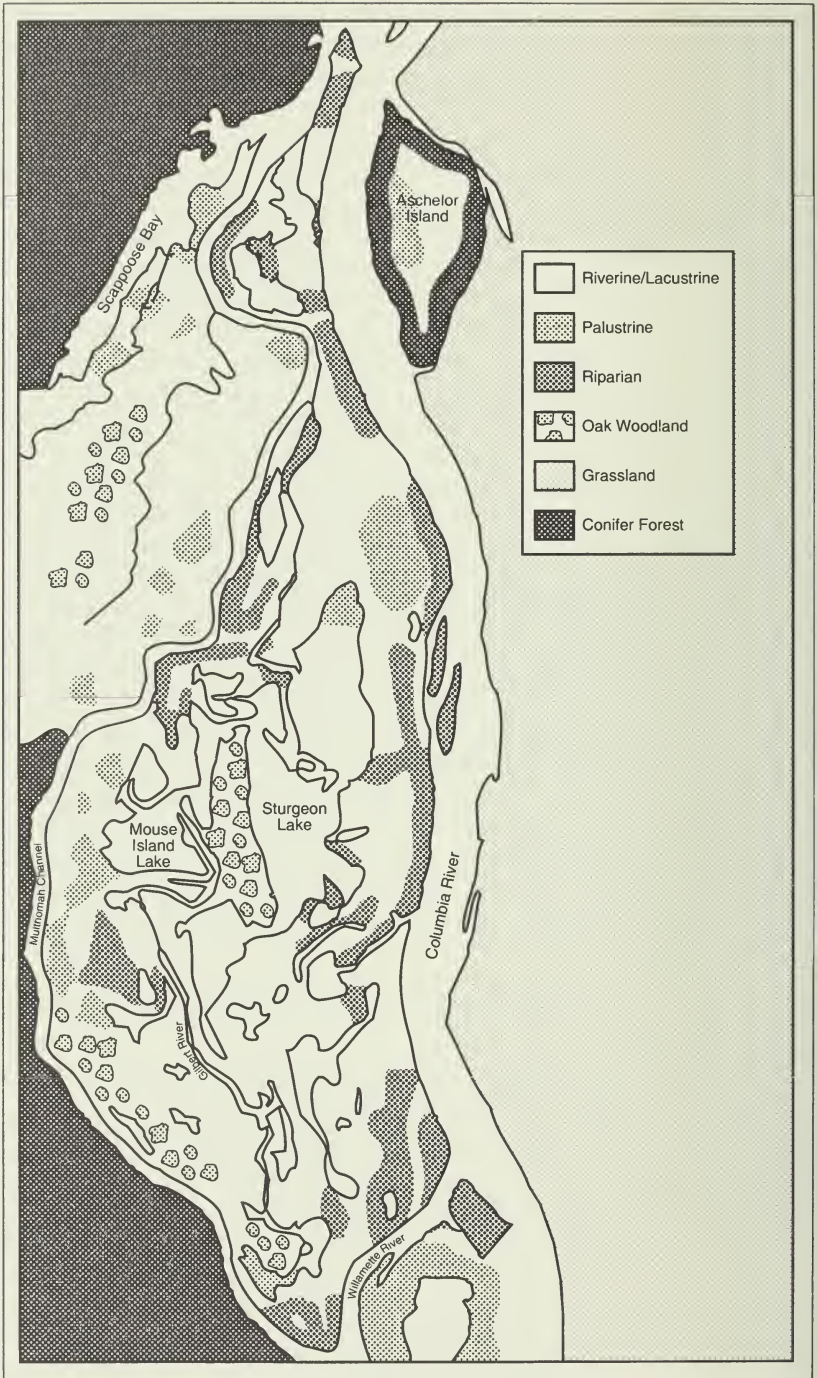 Aschelor
Island
Scappoose Bay
Riverine/Lacustrine
Palustrine
Riparian
Oak Woodland
Grassland
Conifer Forest
Mouse
Island
Lake
Sturgeon
Lake
Multnomah Channel
Columbia River
Gilbert River
Willamette River